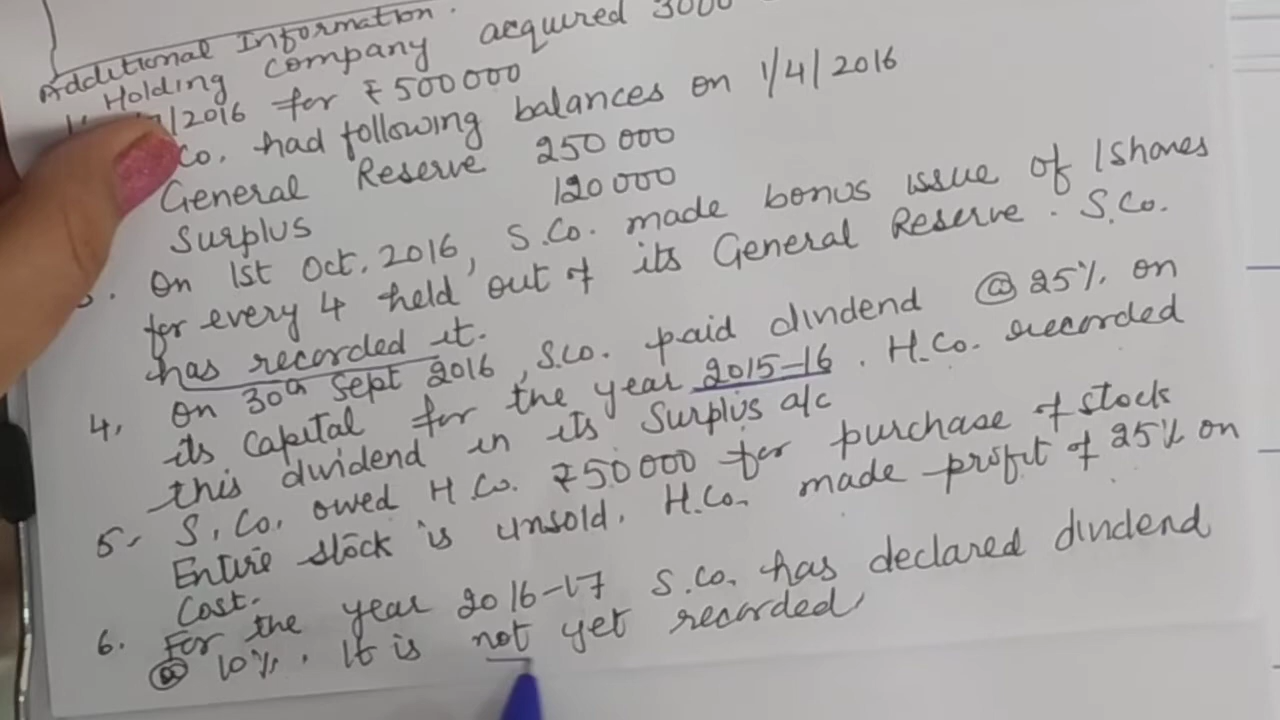 Additional Information.
Holding Company acquired 3000
/2016 for ₹500000
Co. had following balances on 1/4/2016
General Reserve 250000
Surplus 120000
On 1st Oct. 2016, S.Co. made bonus issue of 1 Shares
for every 4 held out of its General Reserve. S.Co.
has recorded it.
4, On 30th Sept 2016, S.Co. paid dividend @ 25% on
its Capital for the year 2015-16. H.Co. recorded
this dividend in its Surplus a/c
5, S. Co. owed H.Co. ₹50000 for purchase of stock
Entire stock is unsold. H.Co. made profit of 25% on
Cost.
6. For the year 2016-17 S.Co. has declared dividend
@ 10%. It is not yet recorded